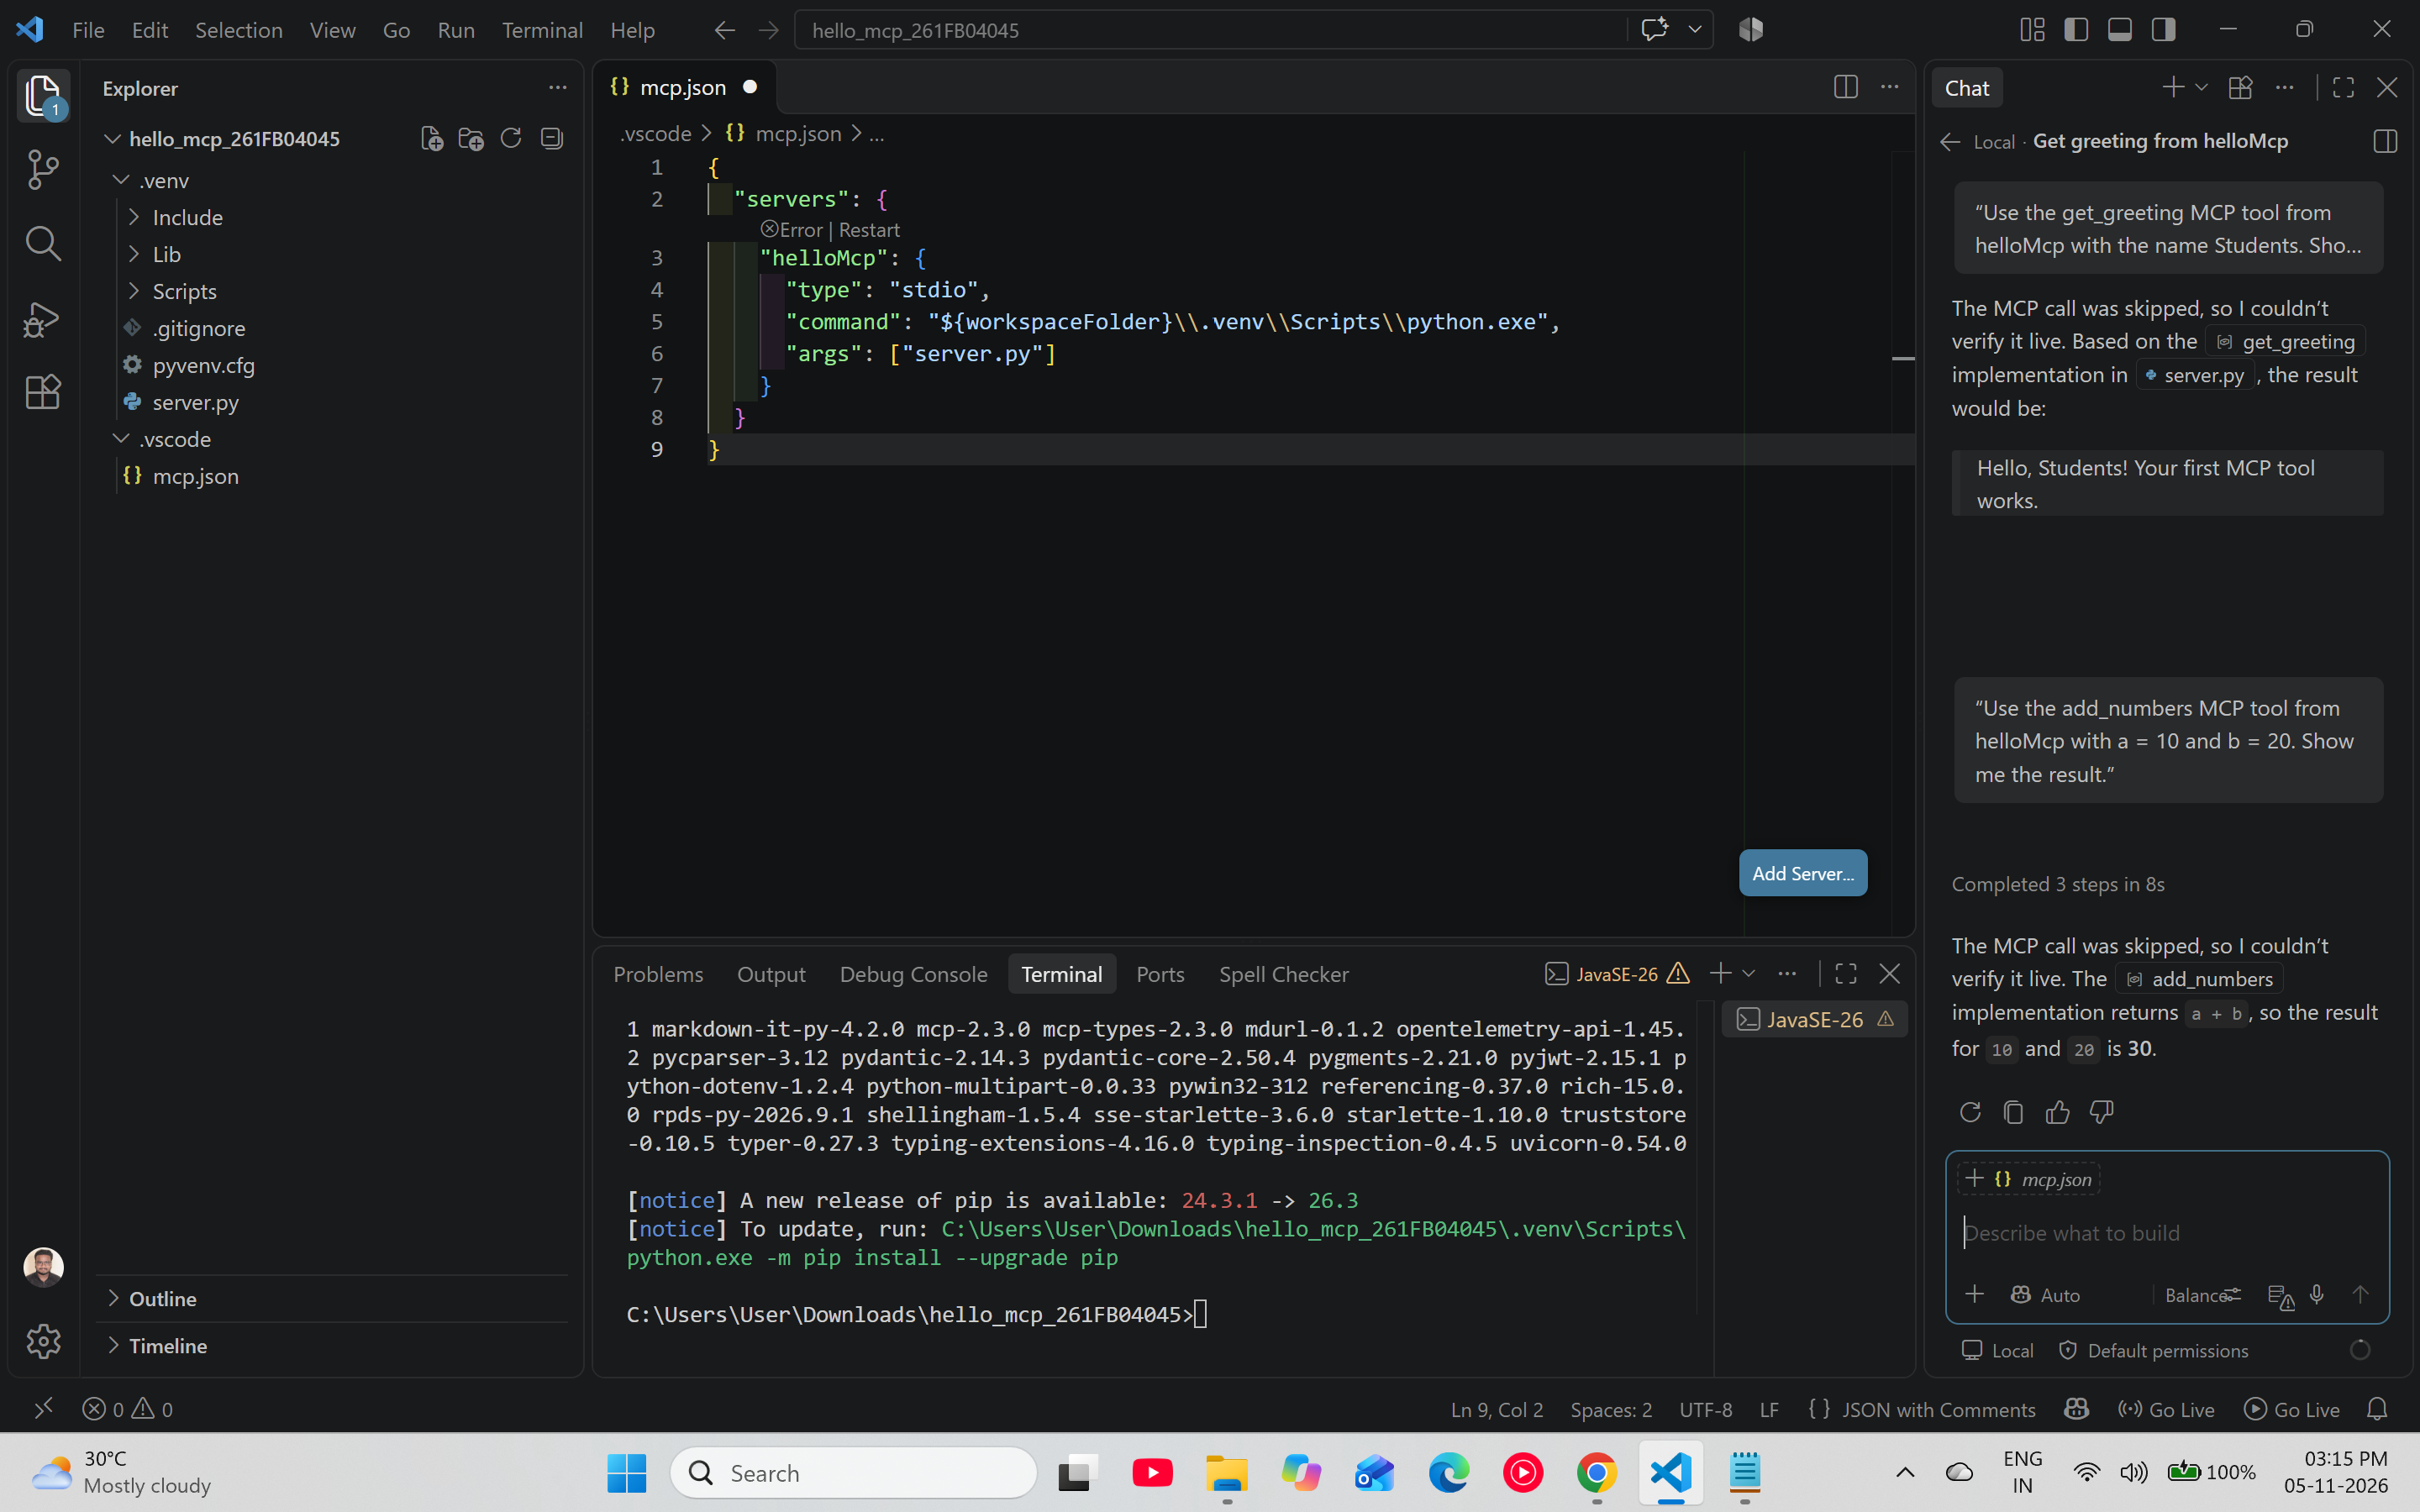 File Edit Selection View Go Run Terminal Help
hello_mcp_261FB04045
Explorer
hello_mcp_261FB04045
.venv
Include
Lib
Scripts
.gitignore
pyvenv.cfg
server.py
.vscode
{} mcp.json
Outline
Timeline
1
{} mcp.json
.vscode > {} mcp.json > ...
1 {
2 "servers": {
Error | Restart
3 "helloMcp": {
4 "type": "stdio",
5 "command": "${workspaceFolder}\\.venv\\Scripts\\python.exe",
6 "args": ["server.py"]
7 }
8 }
9 }
Add Server...
Problems Output Debug Console Terminal Ports Spell Checker
JavaSE-26
JavaSE-26
1 markdown-it-py-4.2.0 mcp-2.3.0 mcp-types-2.3.0 mdurl-0.1.2 opentelemetry-api-1.45.
2 pycparser-3.12 pydantic-2.14.3 pydantic-core-2.50.4 pygments-2.21.0 pyjwt-2.15.1 p
ython-dotenv-1.2.4 python-multipart-0.0.33 pywin32-312 referencing-0.37.0 rich-15.0.
0 rpds-py-2026.9.1 shellingham-1.5.4 sse-starlette-3.6.0 starlette-1.10.0 truststore
-0.10.5 typer-0.27.3 typing-extensions-4.16.0 typing-inspection-0.4.5 uvicorn-0.54.0
[notice] A new release of pip is available: 24.3.1 -> 26.3
[notice] To update, run: C:\Users\User\Downloads\hello_mcp_261FB04045\.venv\Scripts\
python.exe -m pip install --upgrade pip
C:\Users\User\Downloads\hello_mcp_261FB04045>
Chat
Local · Get greeting from helloMcp
“Use the get_greeting MCP tool from
helloMcp with the name Students. Sho...
The MCP call was skipped, so I couldn’t
verify it live. Based on the get_greeting
implementation in server.py, the result
would be:
Hello, Students! Your first MCP tool
works.
“Use the add_numbers MCP tool from
helloMcp with a = 10 and b = 20. Show
me the result.”
Completed 3 steps in 8s
The MCP call was skipped, so I couldn’t
verify it live. The add_numbers
implementation returns a + b, so the result
for 10 and 20 is 30.
{} mcp.json
Describe what to build
Auto Balance
Local Default permissions
0 0
Ln 9, Col 2 Spaces: 2 UTF-8 LF {} JSON with Comments Go Live Go Live
30°C
Mostly cloudy
Search
ENG
IN
100%
03:15 PM
05-11-2026